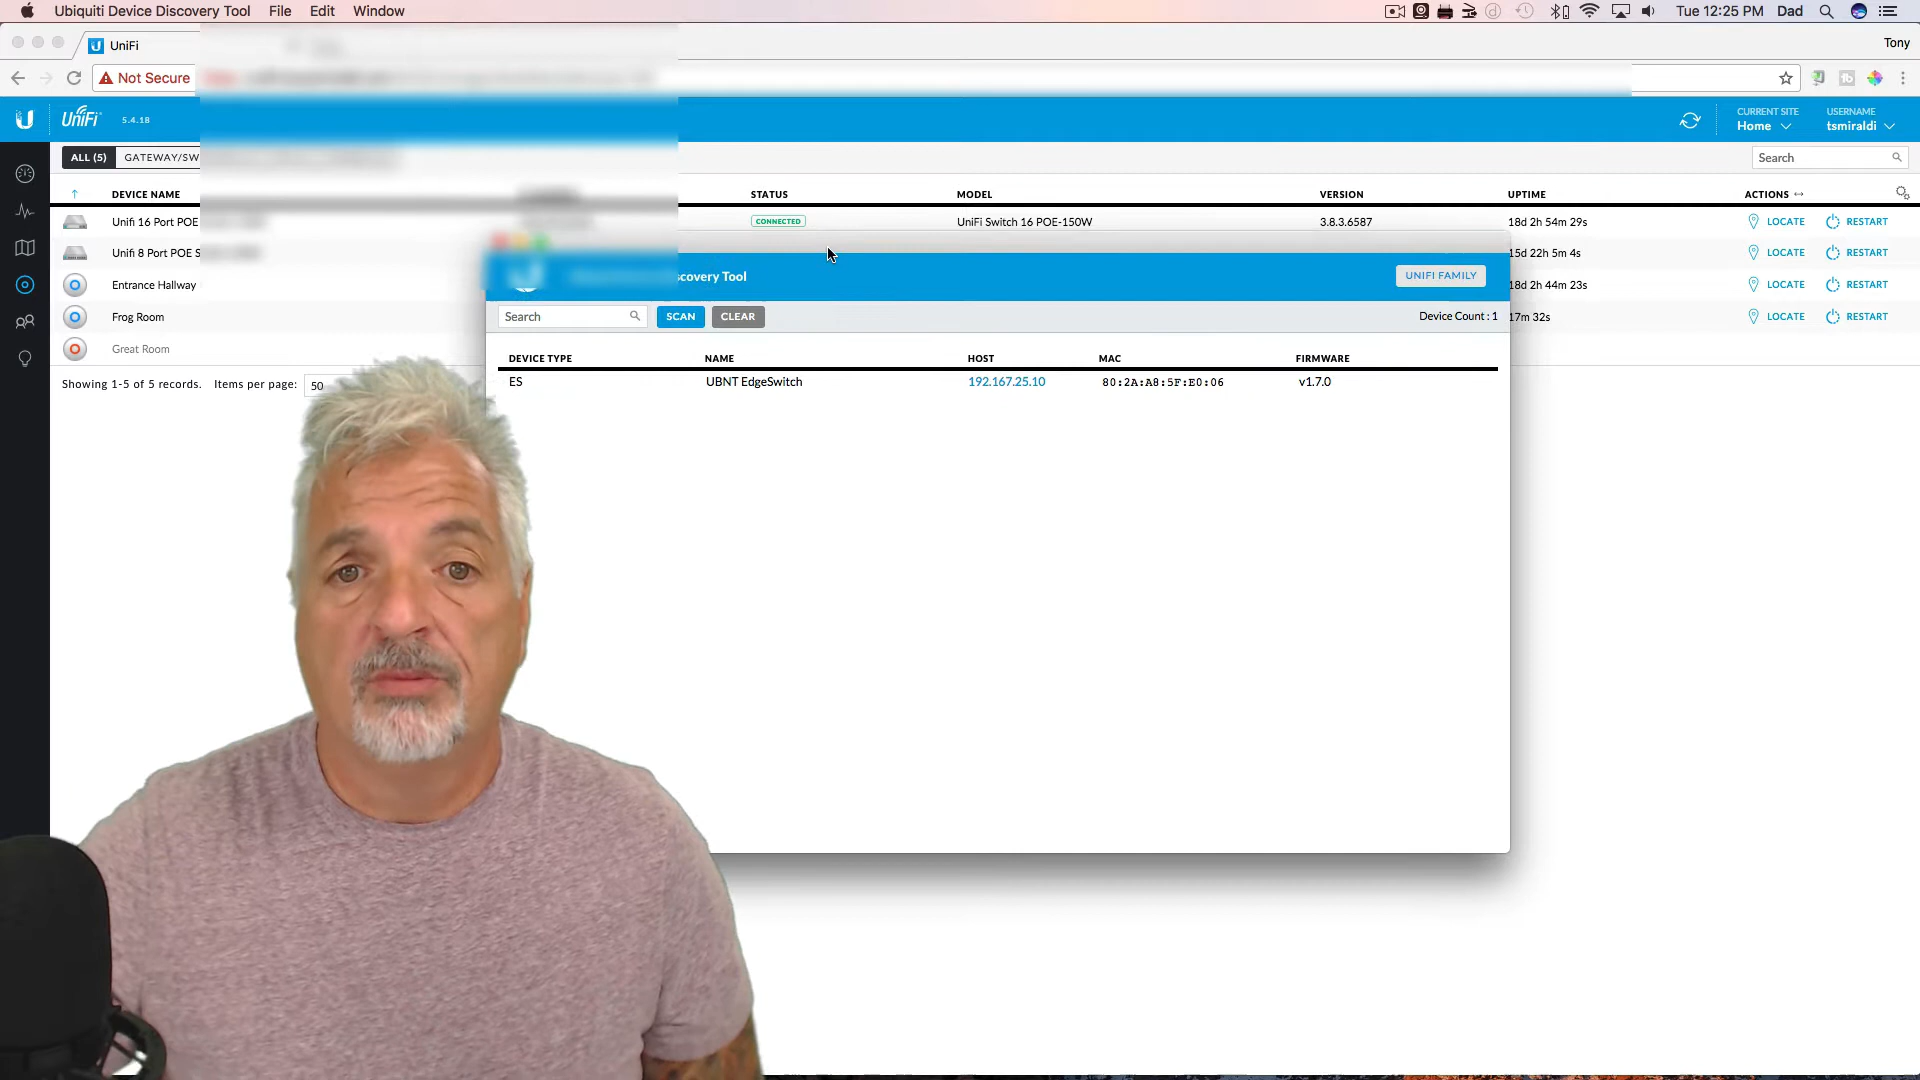 Ubiquiti Device Discovery Tool File Edit Window Tue 12:25 PM Dad
UniFi Tony
Not Secure
UniFi 5.4.18 CURRENT SITE USERNAME
Home tsmiraldi
ALL (5) GATEWAY/SW Search
DEVICE NAME STATUS MODEL VERSION UPTIME ACTIONS
Unifi 16 Port POE CONNECTED UniFi Switch 16 POE-150W 3.8.3.6587 18d 2h 54m 29s LOCATE RESTART
Unifi 8 Port POE S 15d 22h 5m 4s LOCATE RESTART
Entrance Hallway 18d 2h 44m 23s LOCATE RESTART
Frog Room 17m 32s LOCATE RESTART
Great Room
Showing 1-5 of 5 records. Items per page: 50
scovery Tool UNIFI FAMILY
Search SCAN CLEAR Device Count : 1
DEVICE TYPE NAME HOST MAC FIRMWARE
ES UBNT EdgeSwitch 192.167.25.10 80:2A:A8:5F:E0:06 v1.7.0